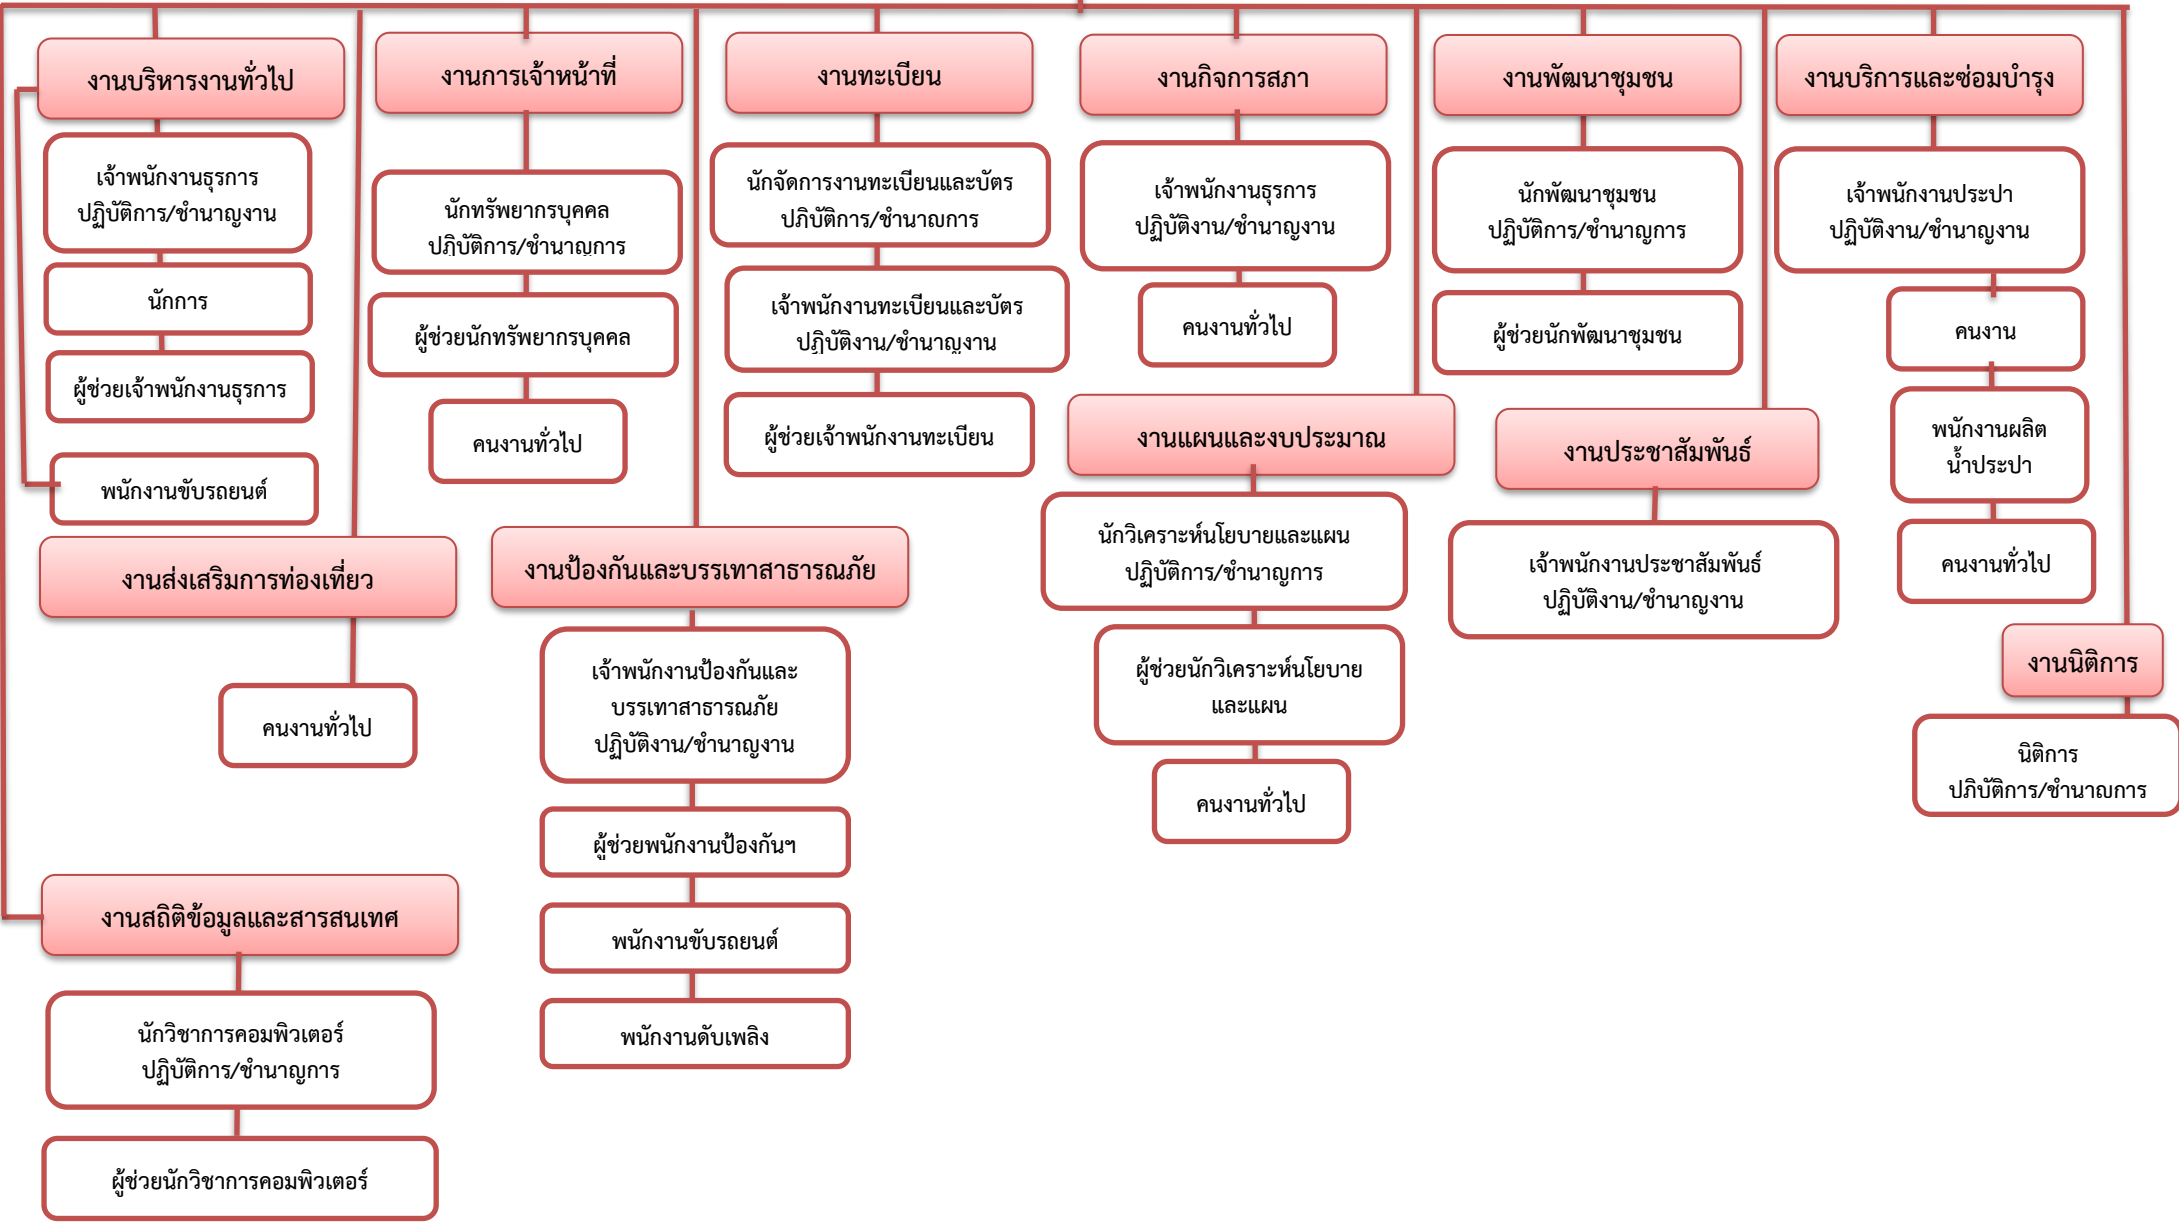 งานบริหารงานทั่วไป
เจ้าพนักงานธุรการ
ปฏิบัติการ/ชำนาญงาน
นักการ
ผู้ช่วยเจ้าพนักงานธุรการ
พนักงานขับรถยนต์
งานการเจ้าหน้าที่
นักทรัพยากรบุคคล
ปฏิบัติการ/ชำนาญการ
ผู้ช่วยนักทรัพยากรบุคคล
คนงานทั่วไป
งานทะเบียน
นักจัดการงานทะเบียนและบัตร
ปฏิบัติการ/ชำนาญการ
เจ้าพนักงานทะเบียนและบัตร
ปฏิบัติงาน/ชำนาญงาน
ผู้ช่วยเจ้าพนักงานทะเบียน
งานกิจการสภา
เจ้าพนักงานธุรการ
ปฏิบัติงาน/ชำนาญงาน
คนงานทั่วไป
งานพัฒนาชุมชน
นักพัฒนาชุมชน
ปฏิบัติการ/ชำนาญการ
ผู้ช่วยนักพัฒนาชุมชน
งานบริการและซ่อมบำรุง
เจ้าพนักงานประปา
ปฏิบัติงาน/ชำนาญงาน
คนงาน
พนักงานผลิต
น้ำประปา
คนงานทั่วไป
งานส่งเสริมการท่องเที่ยว
คนงานทั่วไป
งานป้องกันและบรรเทาสาธารณภัย
เจ้าพนักงานป้องกันและ
บรรเทาสาธารณภัย
ปฏิบัติงาน/ชำนาญงาน
ผู้ช่วยพนักงานป้องกันฯ
พนักงานขับรถยนต์
พนักงานดับเพลิง
งานแผนและงบประมาณ
นักวิเคราะห์นโยบายและแผน
ปฏิบัติการ/ชำนาญการ
ผู้ช่วยนักวิเคราะห์นโยบาย
และแผน
คนงานทั่วไป
งานประชาสัมพันธ์
เจ้าพนักงานประชาสัมพันธ์
ปฏิบัติงาน/ชำนาญงาน
งานนิติการ
นิติการ
ปฏิบัติการ/ชำนาญการ
งานสถิติข้อมูลและสารสนเทศ
นักวิชาการคอมพิวเตอร์
ปฏิบัติการ/ชำนาญการ
ผู้ช่วยนักวิชาการคอมพิวเตอร์